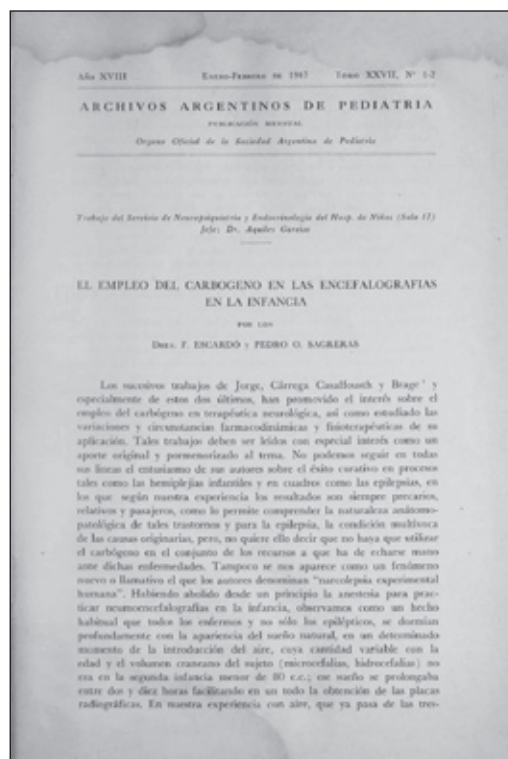 Año XVIII Enero-Febrero de 1947 Tomo XXVII, Nº 1-2
ARCHIVOS ARGENTINOS DE PEDIATRIA
PUBLICACIÓN MENSUAL
Organo Oficial de la Sociedad Argentina de Pediatría
Trabajo del Servicio de Neuropsiquiatría y Endocrinología del Hosp. de Niños (Sala 17)
Jefe: Dr. Aquiles Gareiso
EL EMPLEO DEL CARBOGENO EN LAS ENCEFALOGRAFIAS
EN LA INFANCIA
POR LOS
Dres. F. ESCARDÓ y PEDRO O. SAGRERAS
Los sucesivos trabajos de Jorge, Cárrega Casaffousth y Brage ¹ y
especialmente de estos dos últimos, han promovido el interés sobre el
empleo del carbógeno en terapéutica neurológica, así como estudiado las
variaciones y circunstancias farmacodinámicas y fisioterapéuticas de su
aplicación. Tales trabajos deben ser leídos con especial interés como un
aporte original y pormenorizado al tema. No podemos seguir en todas
sus líneas el entusiasmo de sus autores sobre el éxito curativo en procesos
tales como las hemiplejías infantiles y en cuadros como las epilepsias, en
los que según nuestra experiencia los resultados son siempre precarios,
relativos y pasajeros, como lo permite comprender la naturaleza anátomo-
patológica de tales trastornos y para la epilepsia, la condición multívoca
de las causas originarias, pero, no quiere ello decir que no haya que utilizar
el carbógeno en el conjunto de los recursos a que ha de echarse mano
ante dichas enfermedades. Tampoco se nos aparece como un fenómeno
nuevo o llamativo el que los autores denominan "narcolepsia experimental
humana". Habiendo abolido desde un principio la anestesia para prac-
ticar neumoencefalografías en la infancia, observamos como un hecho
habitual que todos los enfermos y no sólo los epilépticos, se dormían
profundamente con la apariencia del sueño natural, en un determinado
momento de la introducción del aire, cuya cantidad variable con la
edad y el volumen craneano del sujeto (microcefalias, hidrocefalias) no
era en la segunda infancia menor de 80 c.c.; ese sueño se prolongaba
entre dos y diez horas facilitando en un todo la obtención de las placas
radiográficas. En nuestra experiencia con aire, que ya pasa de las tres-